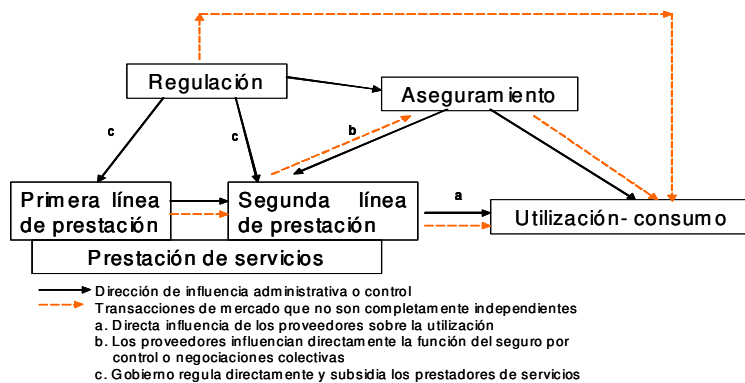 Regulación
Aseguramiento
c
c
b
Primera línea
de prestación
Segunda línea
de prestación
a
Utilización- consumo
Prestación de servicios
Dirección de influencia administrativa o control
Transacciones de mercado que no son completamente independientes
a. Directa influencia de los proveedores sobre la utilización
b. Los proveedores influencian directamente la función del seguro por
control o negociaciones colectivas
c. Gobierno regula directamente y subsidia los prestadores de servicios